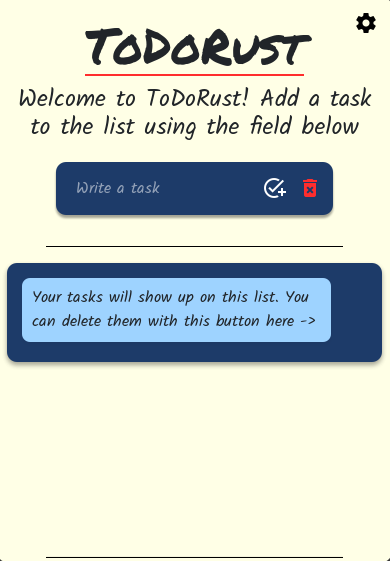 ToDoRust
Welcome to ToDoRust! Add a task
to the list using the field below
Write a task
Your tasks will show up on this list. You
can delete them with this button here ->